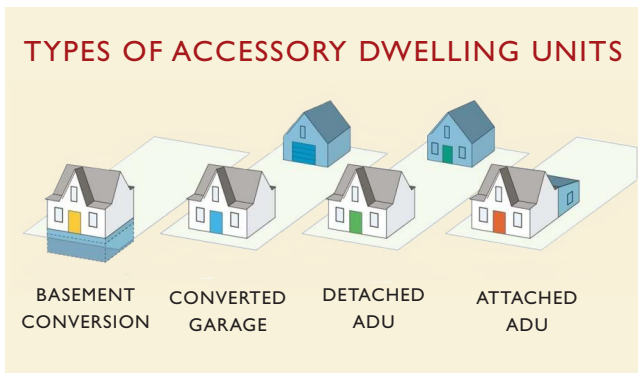 TYPES OF ACCESSORY DWELLING UNITS
BASEMENT
CONVERSION
CONVERTED
GARAGE
DETACHED
ADU
ATTACHED
ADU